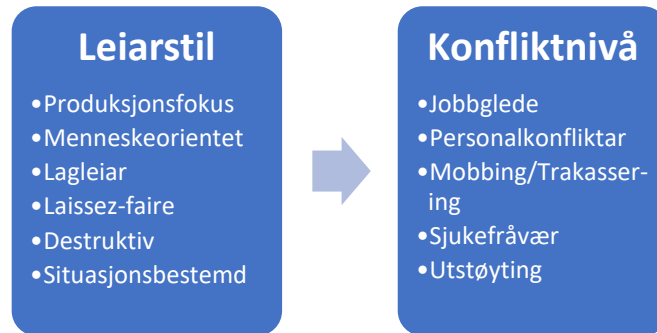 Leiarstil
•Produksjonsfokus
•Menneskeorientet
•Lagleiar
•Laissez-faire
•Destruktiv
•Situasjonsbestemd
Konfliktnivå
•Jobbglede
•Personalkonfliktar
•Mobbing/Trakasser-
ing
•Sjukefråvær
•Utstøyting